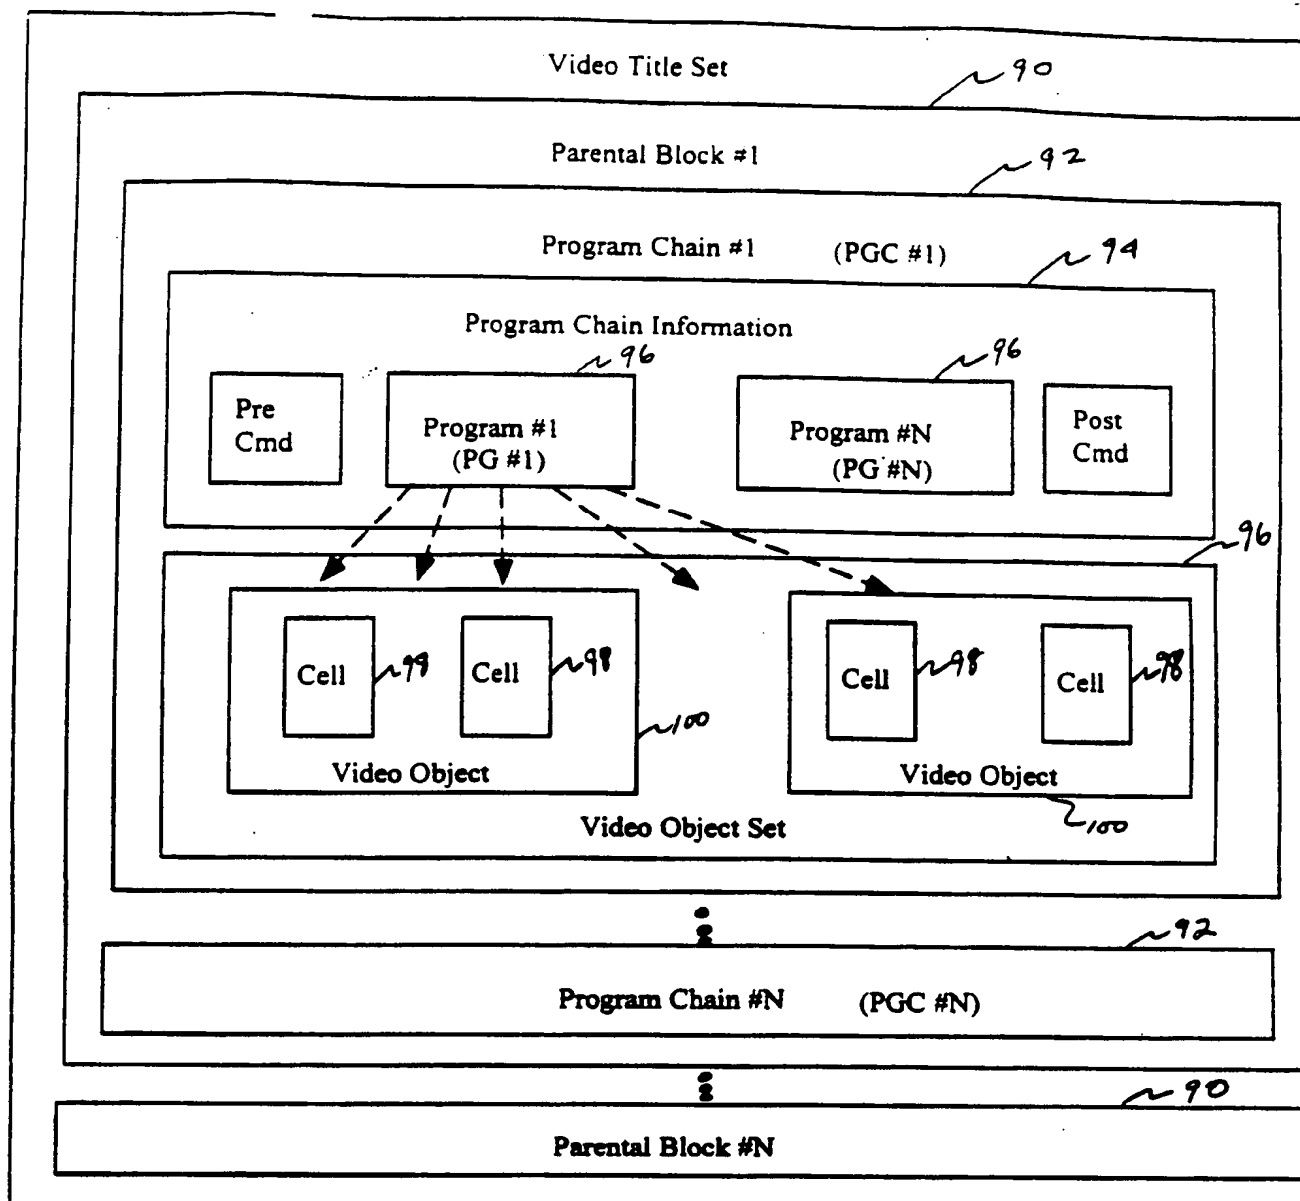 Video Title Set
90
Parental Block #1
92
Program Chain #1 (PGC #1)
94
Program Chain Information
96
96
Pre
Cmd
Program #1
(PG #1)
Program #N
(PG #N)
Post
Cmd
96
Cell
98
Cell
98
Cell
98
Cell
98
100
Video Object
Video Object
100
Video Object Set
92
Program Chain #N (PGC #N)
90
Parental Block #N